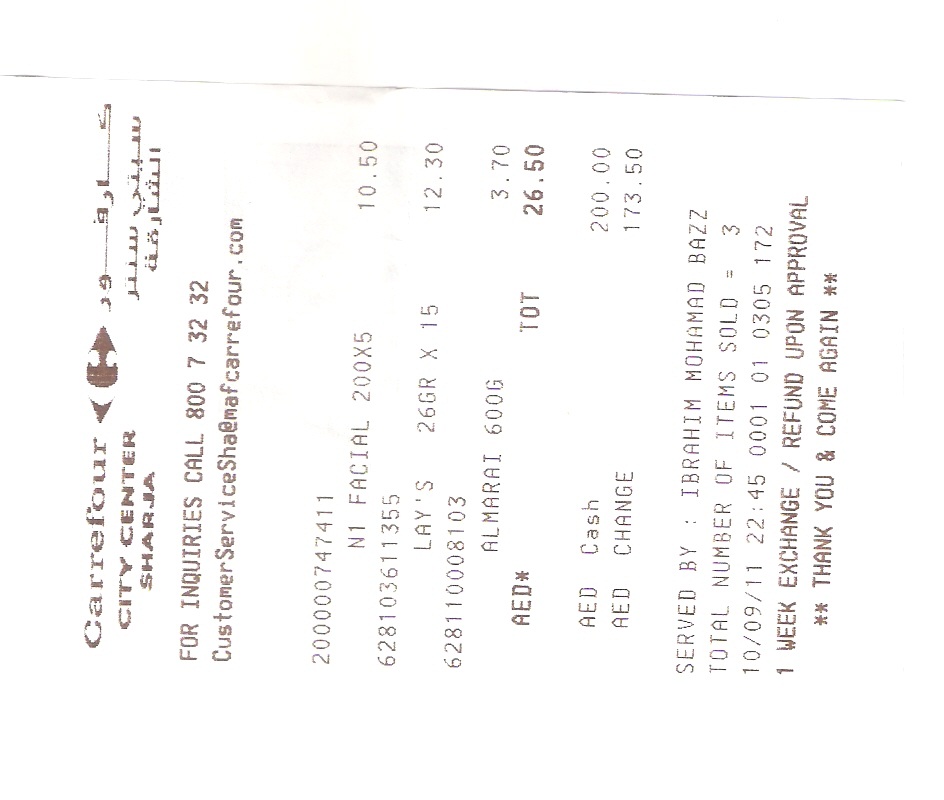 Carrefour كارفور
CITY CENTER سيتي سنتر
SHARJA الشارقة
FOR INQUIRIES CALL 800 7 32 32
CustomerServiceSha@mafcarrefour.com
2000000747411
N1 FACIAL 200X5 10.50
6281036113​55
LAY'S 26GR X 15 12.30
6281100008103
ALMARAI 600G 3.70
AED* TOT 26.50
AED Cash 200.00
AED CHANGE 173.50
SERVED BY : IBRAHIM MOHAMAD BAZZ
TOTAL NUMBER OF ITEMS SOLD = 3
10/09/11 22:45 0001 01 0305 172
1 WEEK EXCHANGE / REFUND UPON APPROVAL
** THANK YOU & COME AGAIN **